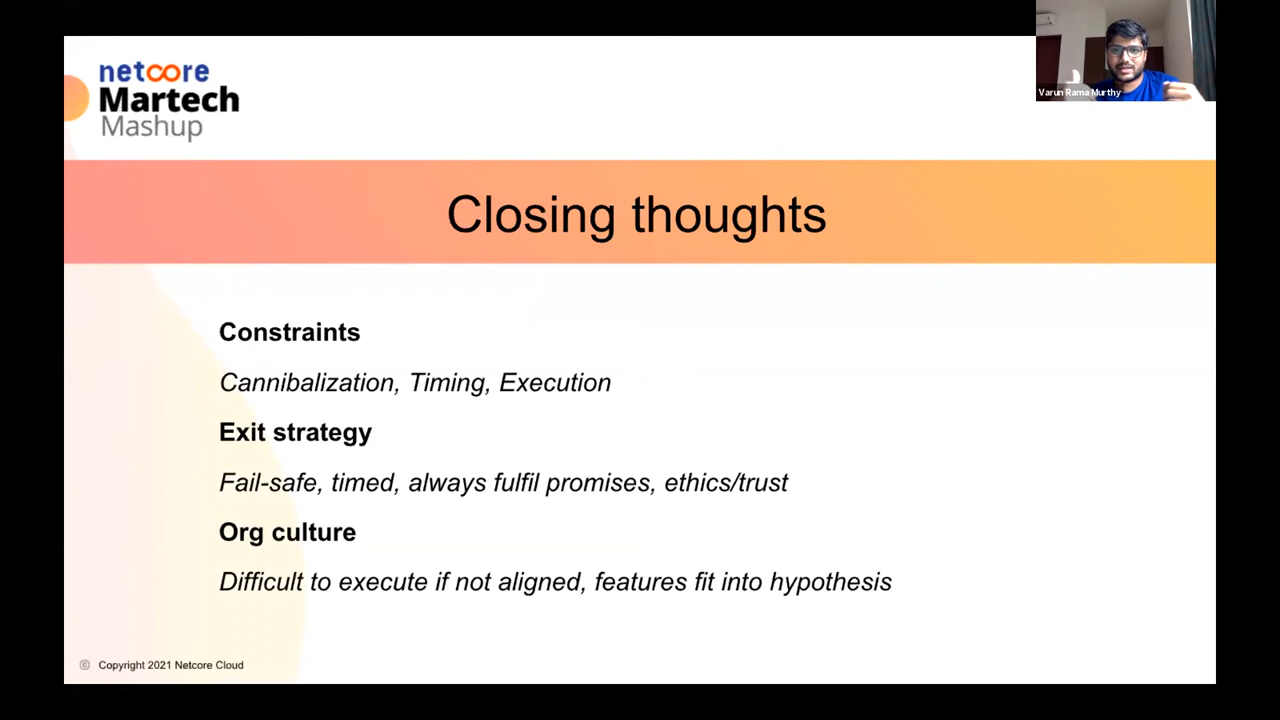 netcore
Martech
Mashup
Varun Rama Murthy
Closing thoughts
Constraints
Cannibalization, Timing, Execution
Exit strategy
Fail-safe, timed, always fulfil promises, ethics/trust
Org culture
Difficult to execute if not aligned, features fit into hypothesis
© Copyright 2021 Netcore Cloud